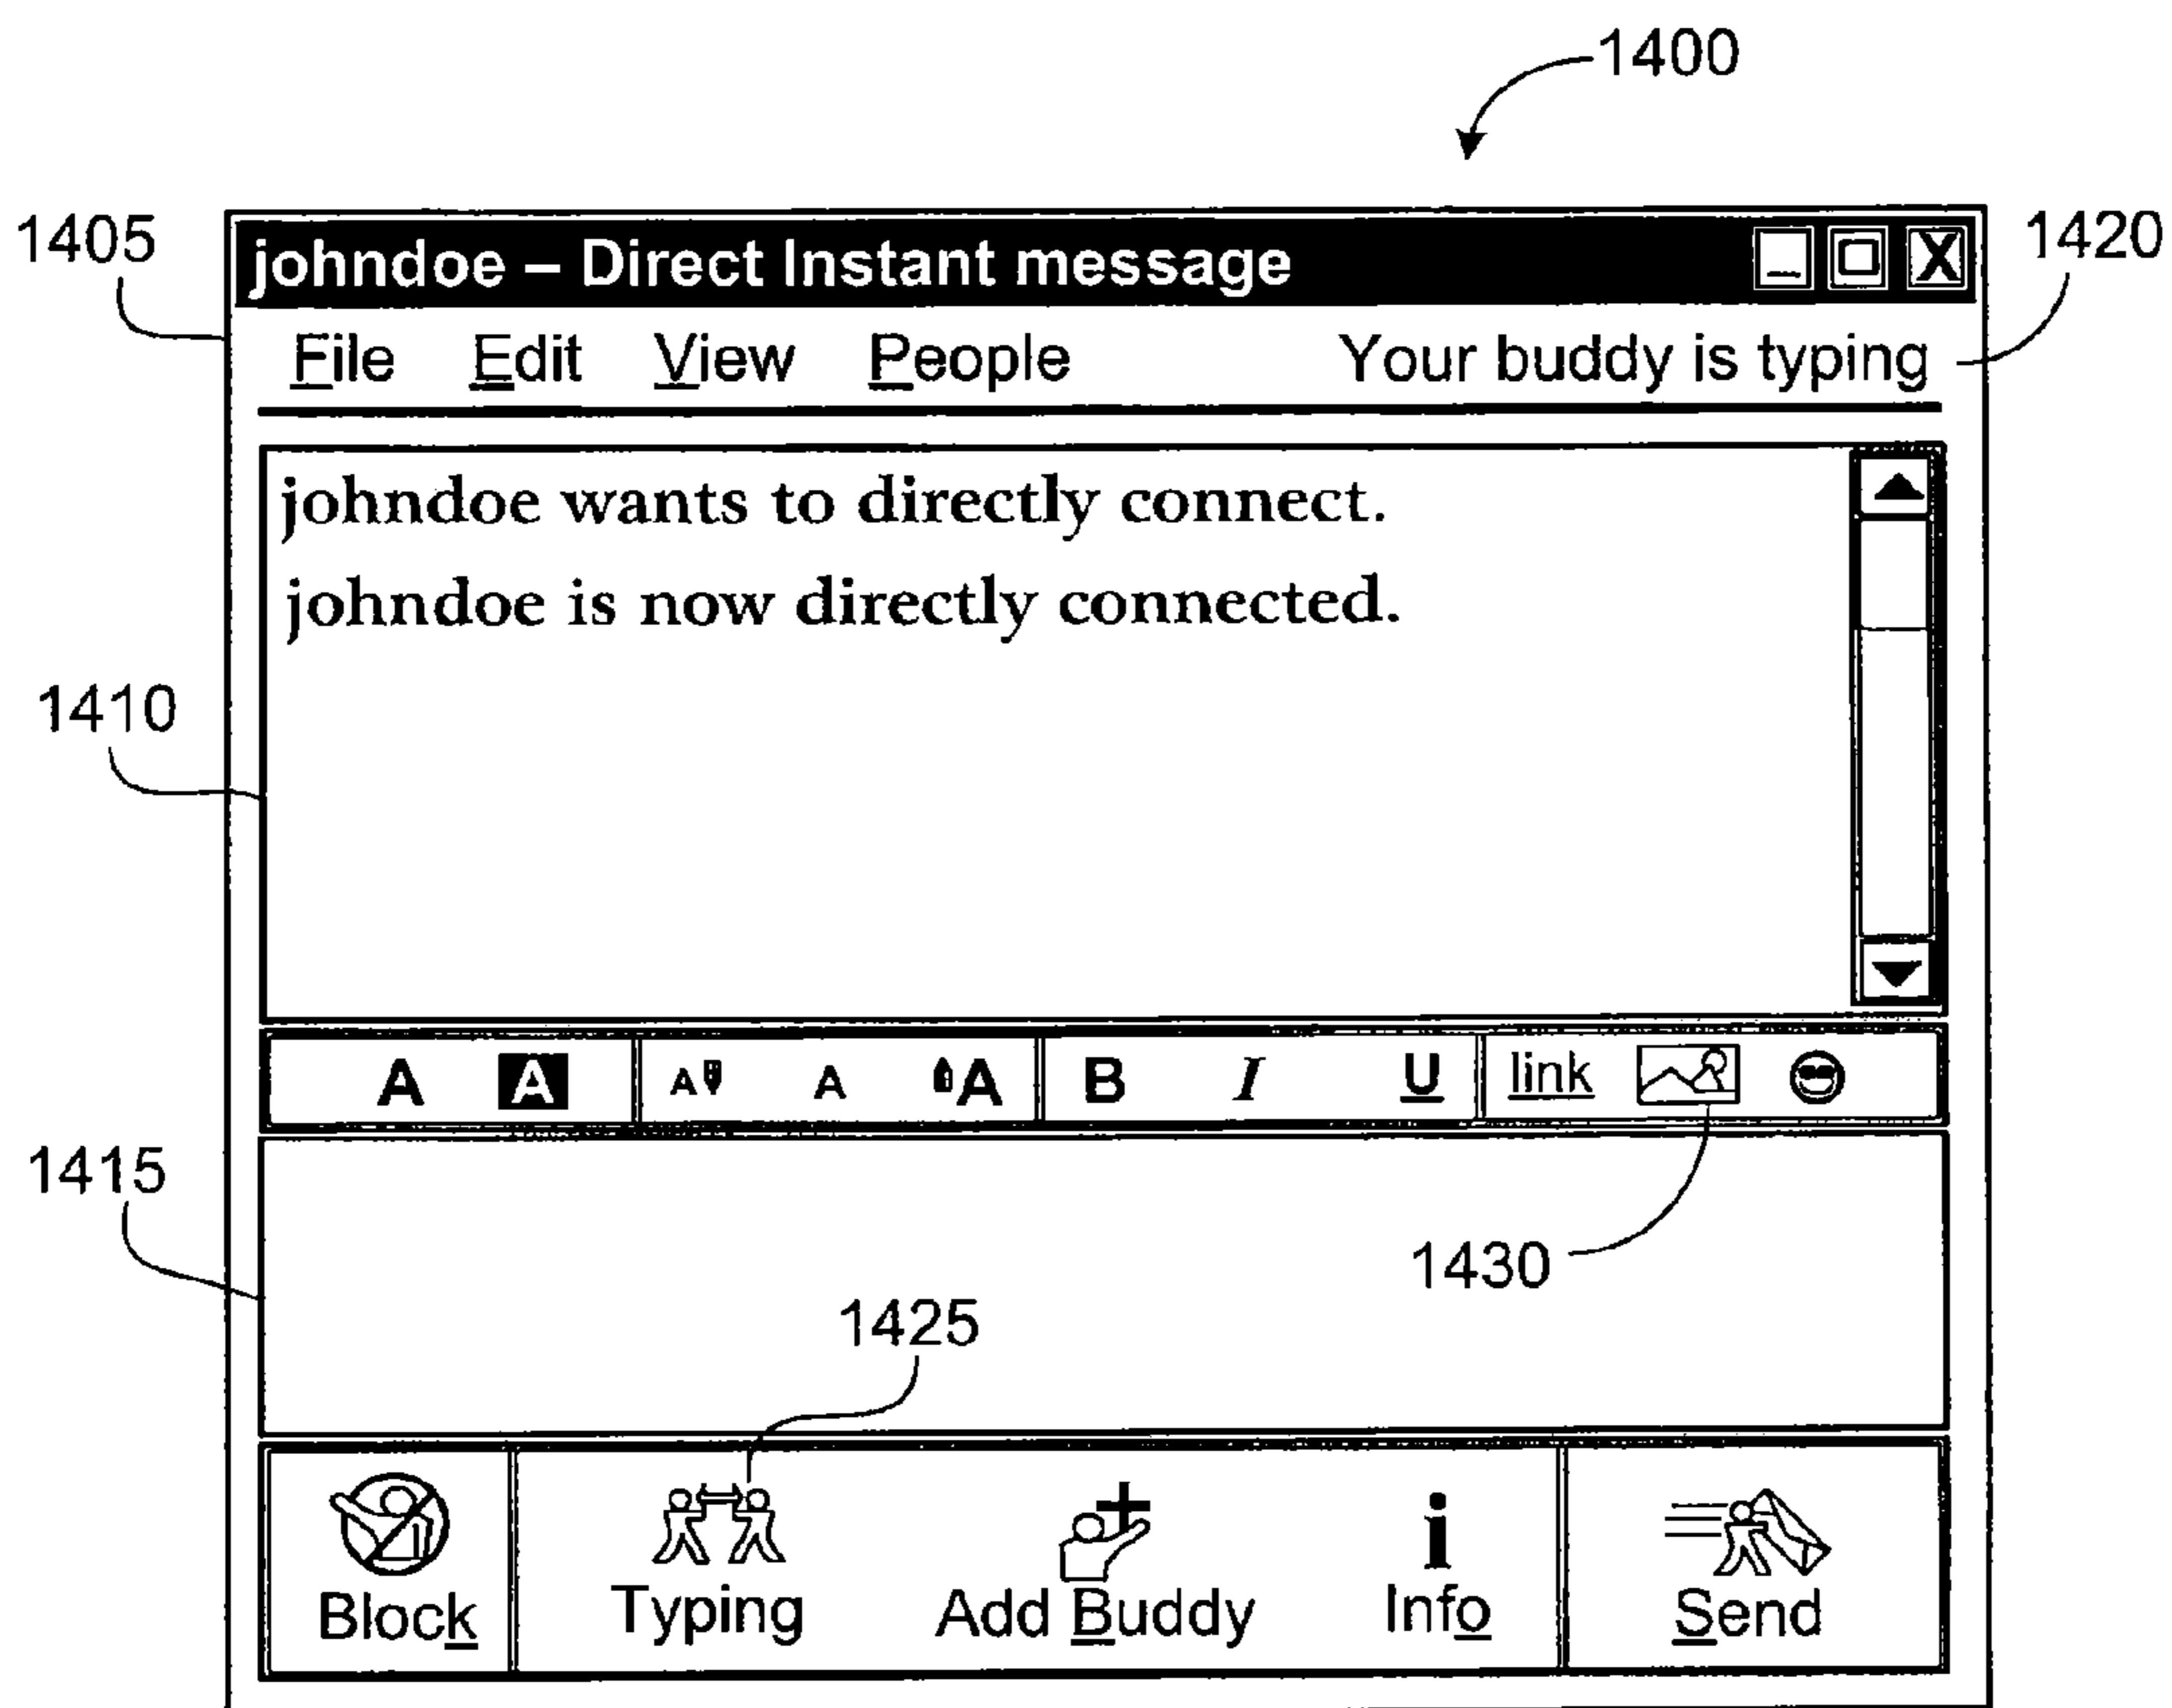 1400
1405
johndoe – Direct Instant message
X
1420
File Edit View People Your buddy is typing
johndoe wants to directly connect.
johndoe is now directly connected.
1410
A A A A A B I U link
1415
1430
1425
i
Block Typing Add Buddy Info Send